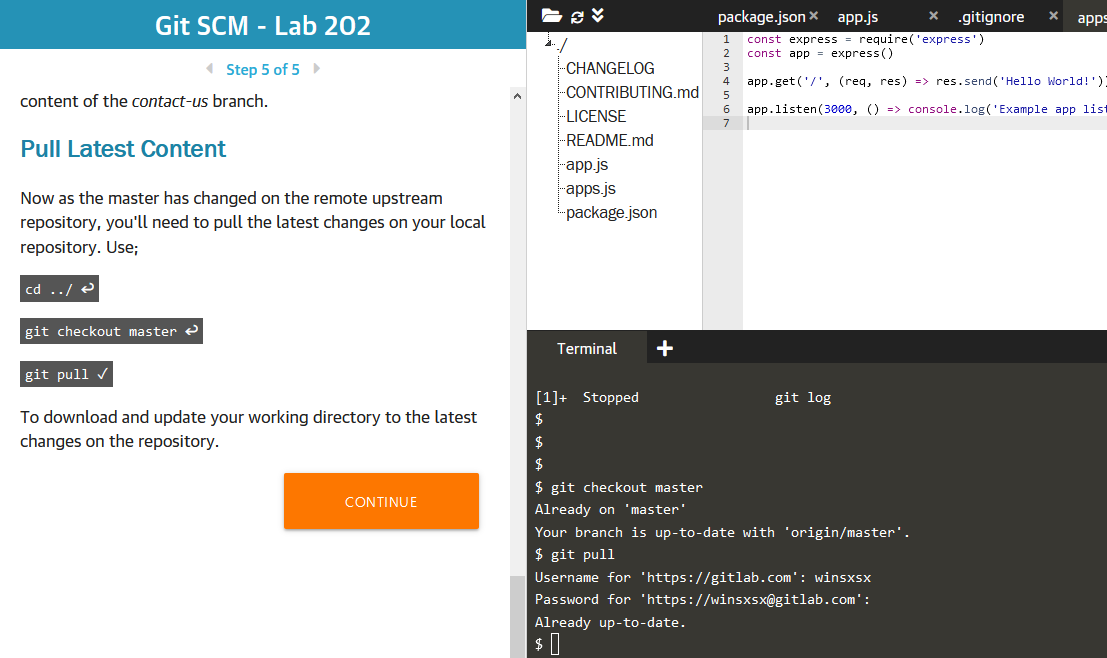 Git SCM - Lab 202
Step 5 of 5
content of the contact-us branch.
Pull Latest Content
Now as the master has changed on the remote upstream
repository, you'll need to pull the latest changes on your local
repository. Use;
cd ../ ↩
git checkout master ↩
git pull ✓
To download and update your working directory to the latest
changes on the repository.
CONTINUE
package.json × app.js × .gitignore × apps
./
CHANGELOG
CONTRIBUTING.md
LICENSE
README.md
app.js
apps.js
package.json
1 const express = require('express')
2 const app = express()
3
4 app.get('/', (req, res) => res.send('Hello World!'))
5
6 app.listen(3000, () => console.log('Example app list
7
Terminal +
[1]+ Stopped git log
$
$
$
$ git checkout master
Already on 'master'
Your branch is up-to-date with 'origin/master'.
$ git pull
Username for 'https://gitlab.com': winsxsx
Password for 'https://winsxsx@gitlab.com':
Already up-to-date.
$